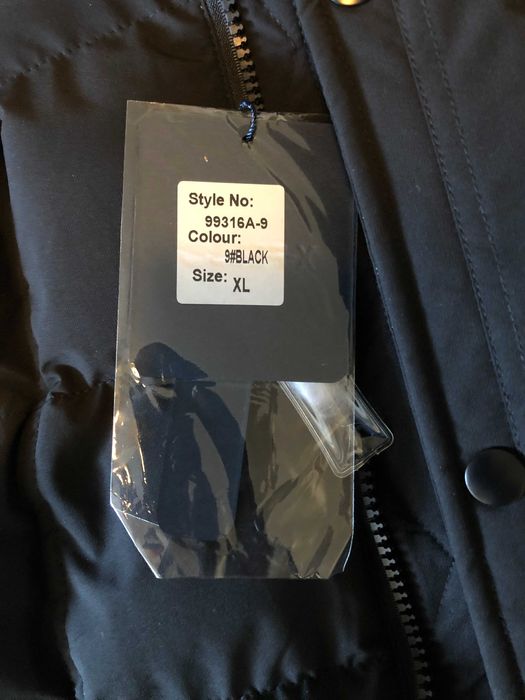 Style No:
99316A-9
Colour:
9#BLACK
Size: XL